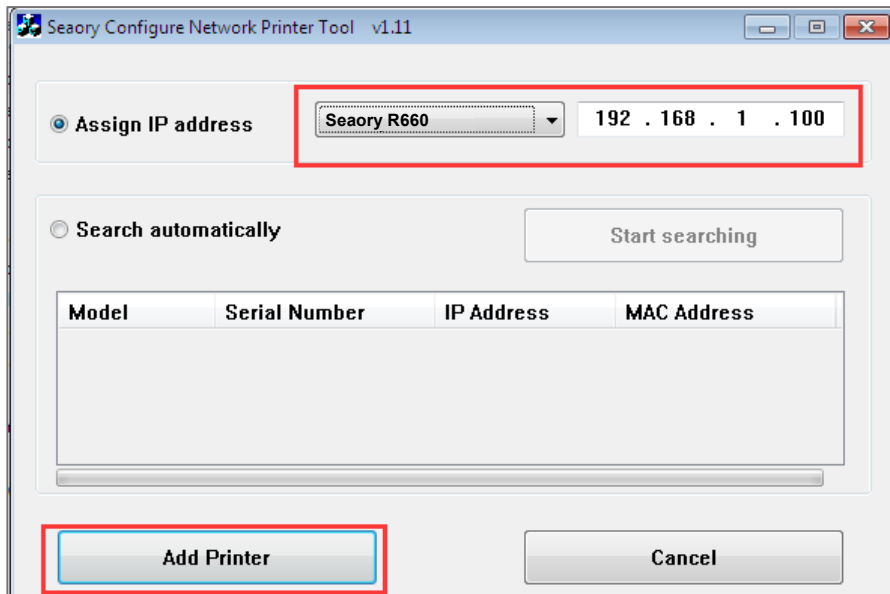 Seaory Configure Network Printer Tool v1.11
Assign IP address Seaory R660 192 . 168 . 1 . 100
Search automatically Start searching
Model Serial Number IP Address MAC Address
Add Printer Cancel